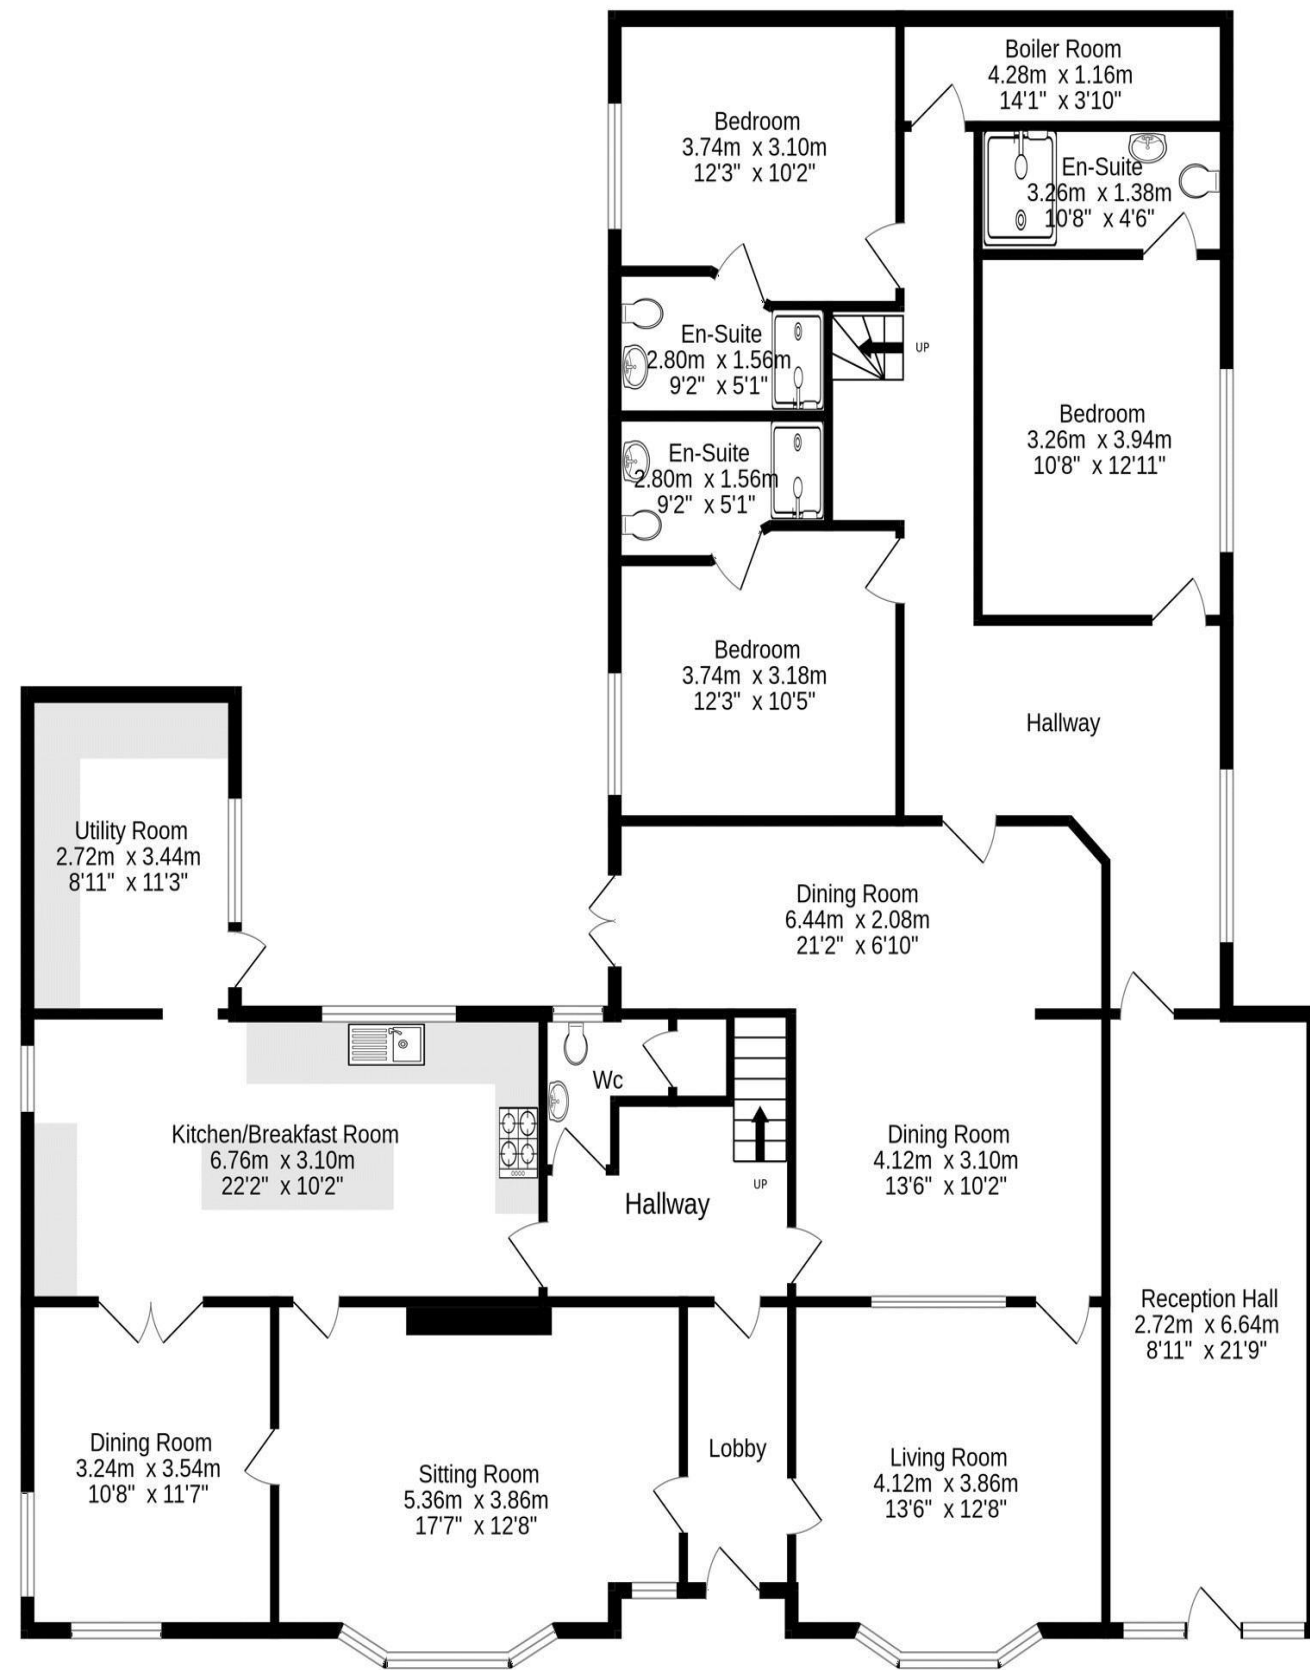 Boiler Room
4.28m x 1.16m
14'1" x 3'10"
Bedroom
3.74m x 3.10m
12'3" x 10'2"
En-Suite
3.26m x 1.38m
10'8" x 4'6"
En-Suite
2.80m x 1.56m
9'2" x 5'1"
UP
Bedroom
3.26m x 3.94m
10'8" x 12'11"
En-Suite
2.80m x 1.56m
9'2" x 5'1"
Bedroom
3.74m x 3.18m
12'3" x 10'5"
Hallway
Utility Room
2.72m x 3.44m
8'11" x 11'3"
Dining Room
6.44m x 2.08m
21'2" x 6'10"
Wc
Kitchen/Breakfast Room
6.76m x 3.10m
22'2" x 10'2"
UP
Hallway
Dining Room
4.12m x 3.10m
13'6" x 10'2"
Reception Hall
2.72m x 6.64m
8'11" x 21'9"
Dining Room
3.24m x 3.54m
10'8" x 11'7"
Sitting Room
5.36m x 3.86m
17'7" x 12'8"
Lobby
Living Room
4.12m x 3.86m
13'6" x 12'8"